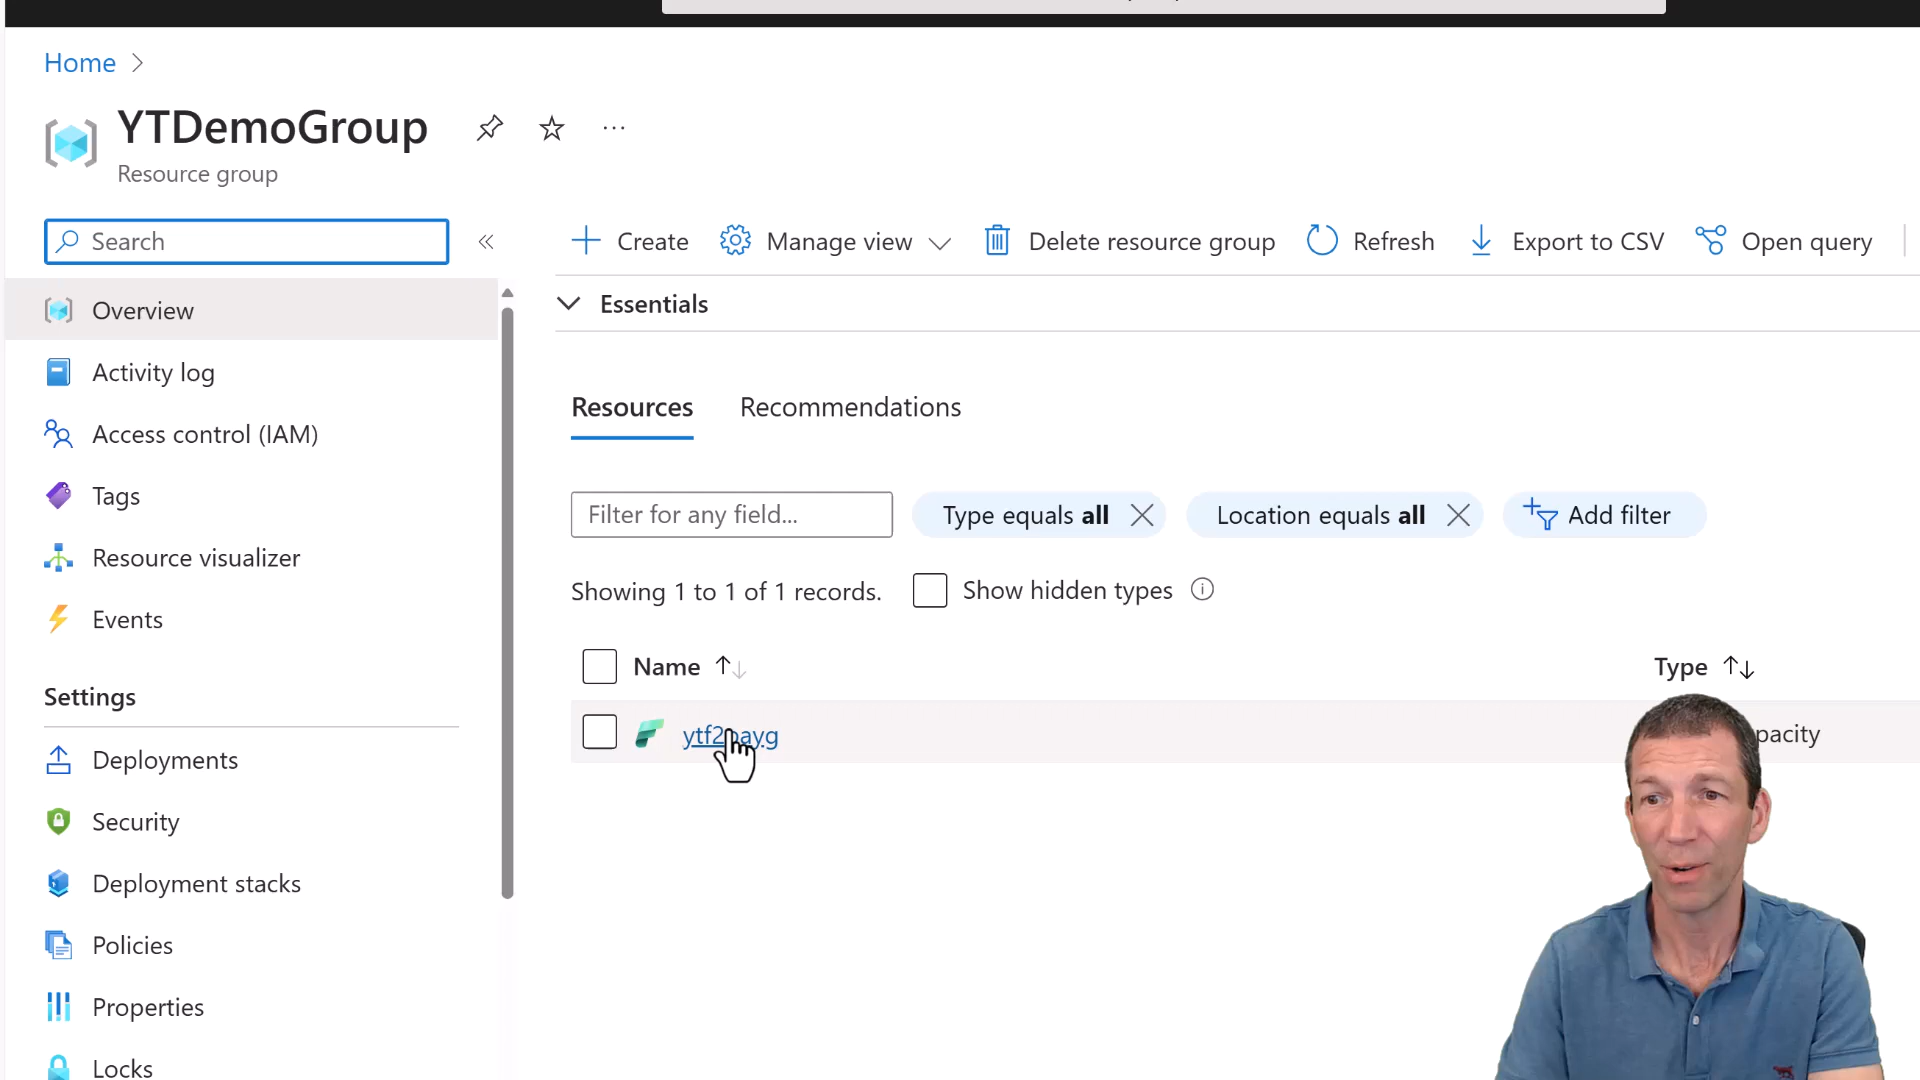 Home
YTDemoGroup
Resource group
Search
Create
Manage view
Delete resource group
Refresh
Export to CSV
Open query
Overview
Activity log
Access control (IAM)
Tags
Resource visualizer
Events
Settings
Deployments
Security
Deployment stacks
Policies
Properties
Locks
Essentials
Resources
Recommendations
Filter for any field...
Type equals all
Location equals all
Add filter
Showing 1 to 1 of 1 records.
Show hidden types
Name
Type
ytf2payg
pacity